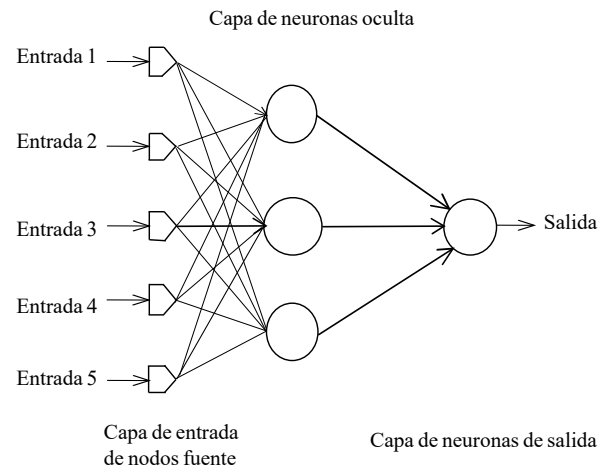 Capa de neuronas oculta
Entrada 1
Entrada 2
Entrada 3
Entrada 4
Entrada 5
Salida
Capa de entrada
de nodos fuente
Capa de neuronas de salida